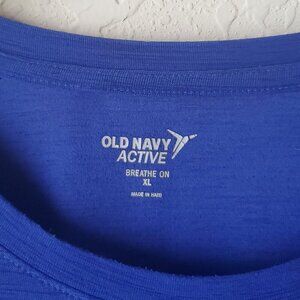 OLD NAVY
ACTIVE
BREATHE ON
XL
MADE IN HAITI